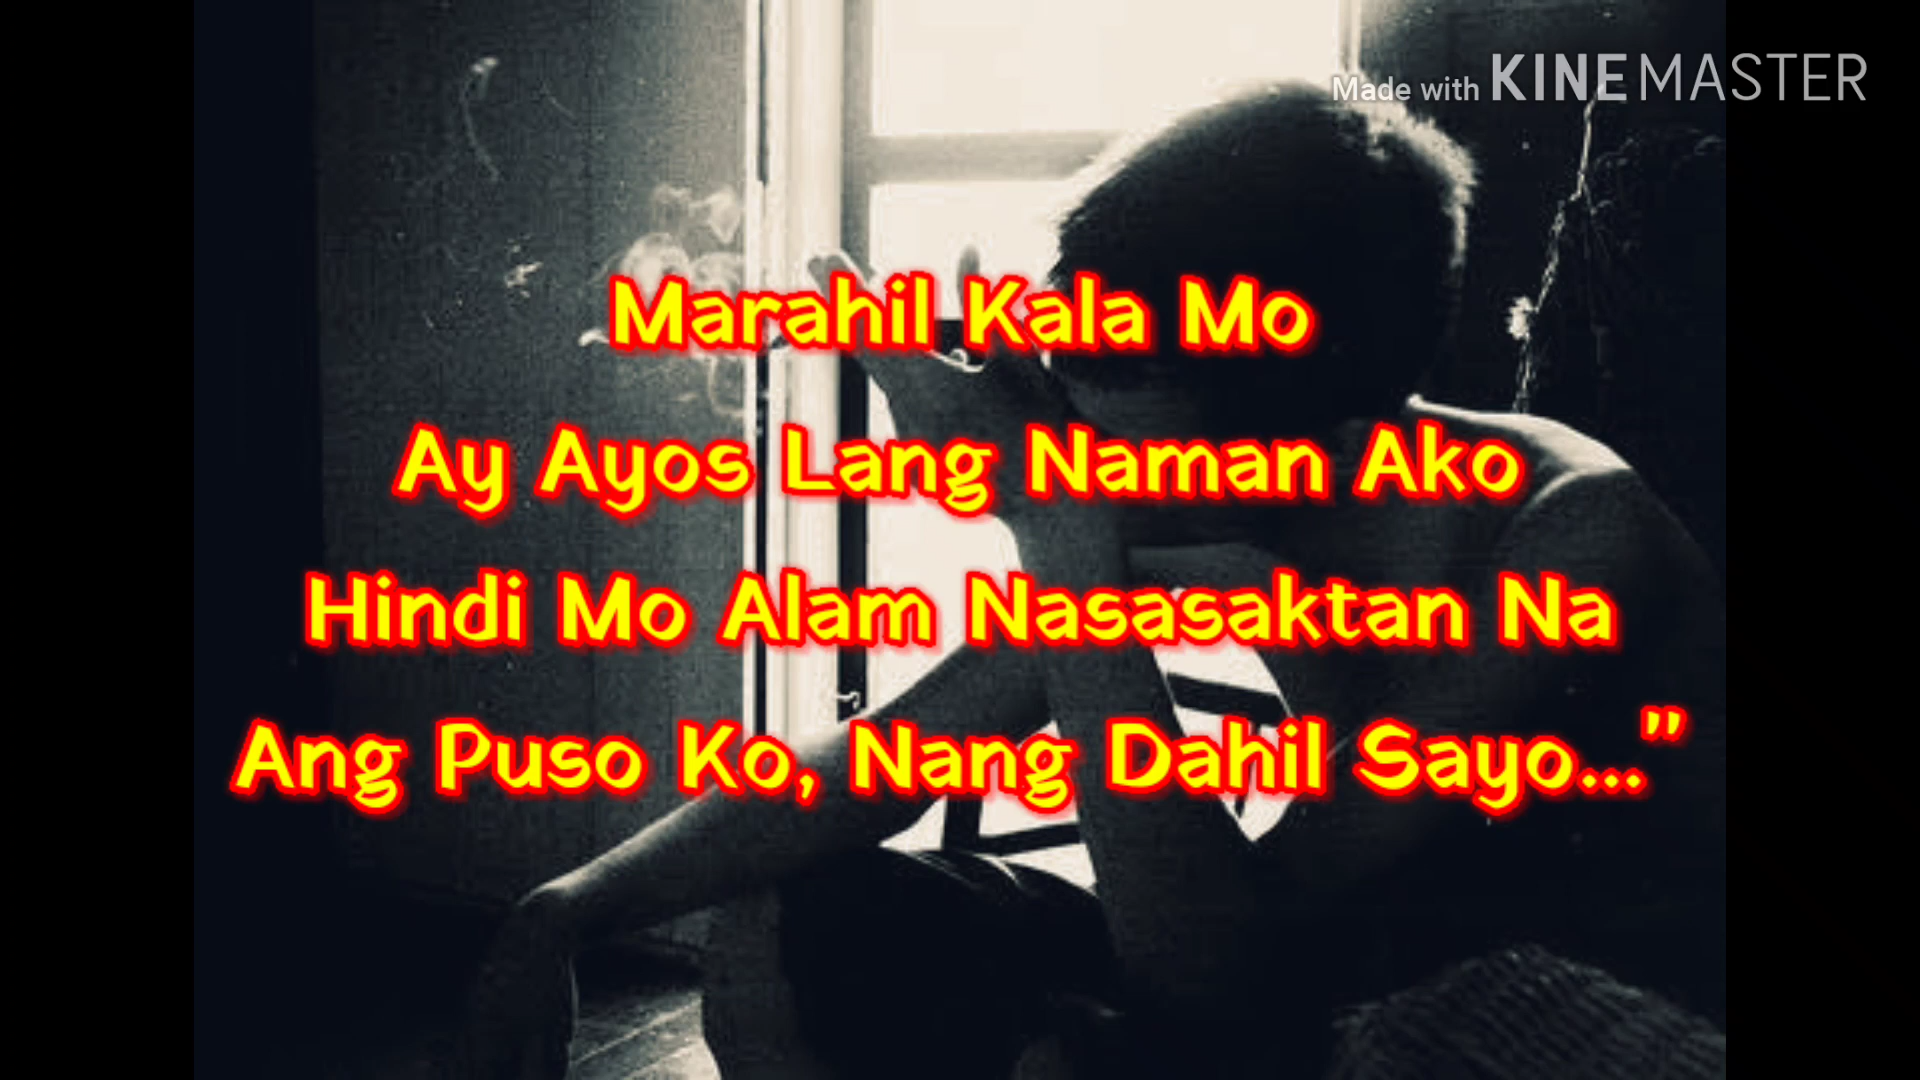 Made with KINEMASTER
Marahil Kala Mo
Ay Ayos Lang Naman Ako
Hindi Mo Alam Nasasaktan Na
Ang Puso Ko, Nang Dahil Sayo..."